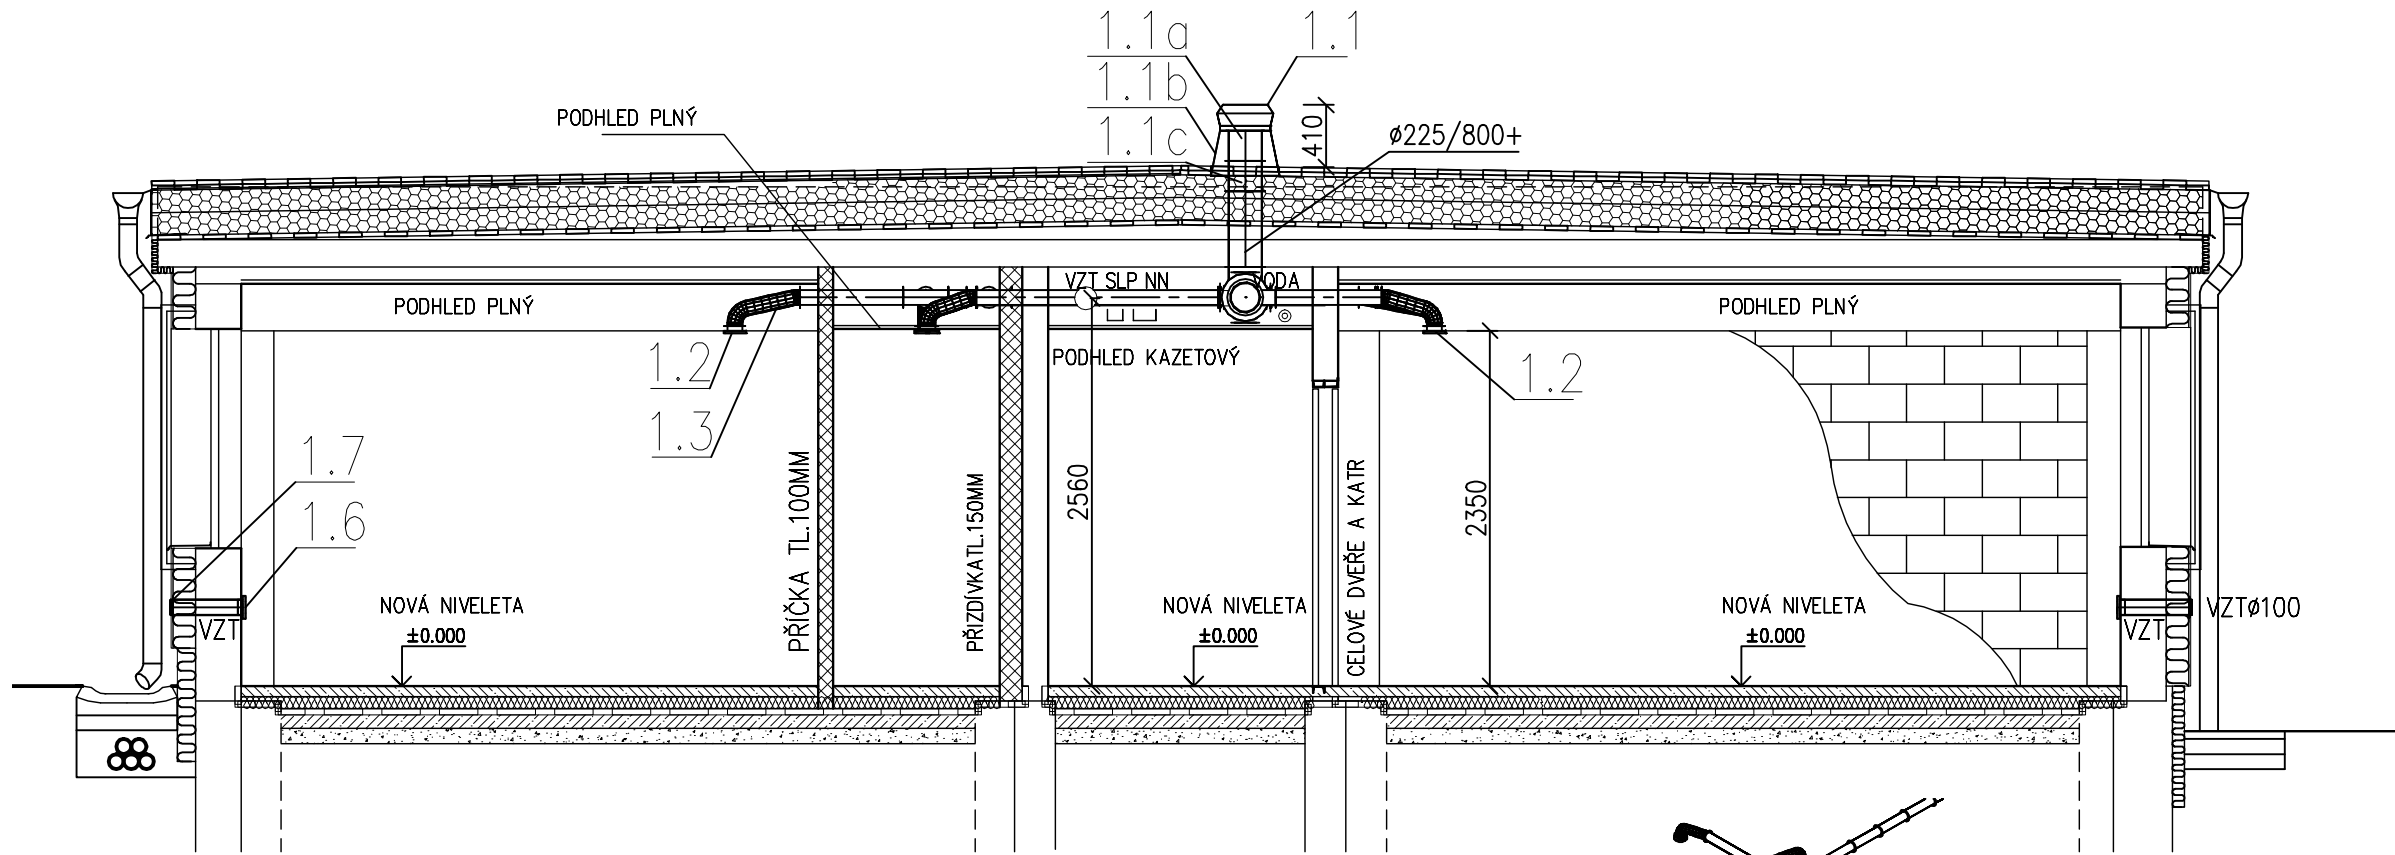 1.1a
1.1
1.1b
1.1c
PODHLED PLNÝ
410
ø225/800+
VZT SLP NN
VODA
PODHLED PLNÝ
PODHLED PLNÝ
1.2
PODHLED KAZETOVÝ
1.2
1.3
1.7
1.6
PŘÍČKA TL.100MM
PŘIZDÍVKATL.150MM
2560
CELOVÉ DVEŘE A KATR
2350
NOVÁ NIVELETA
±0.000
NOVÁ NIVELETA
±0.000
NOVÁ NIVELETA
±0.000
VZT
VZT
VZTø100